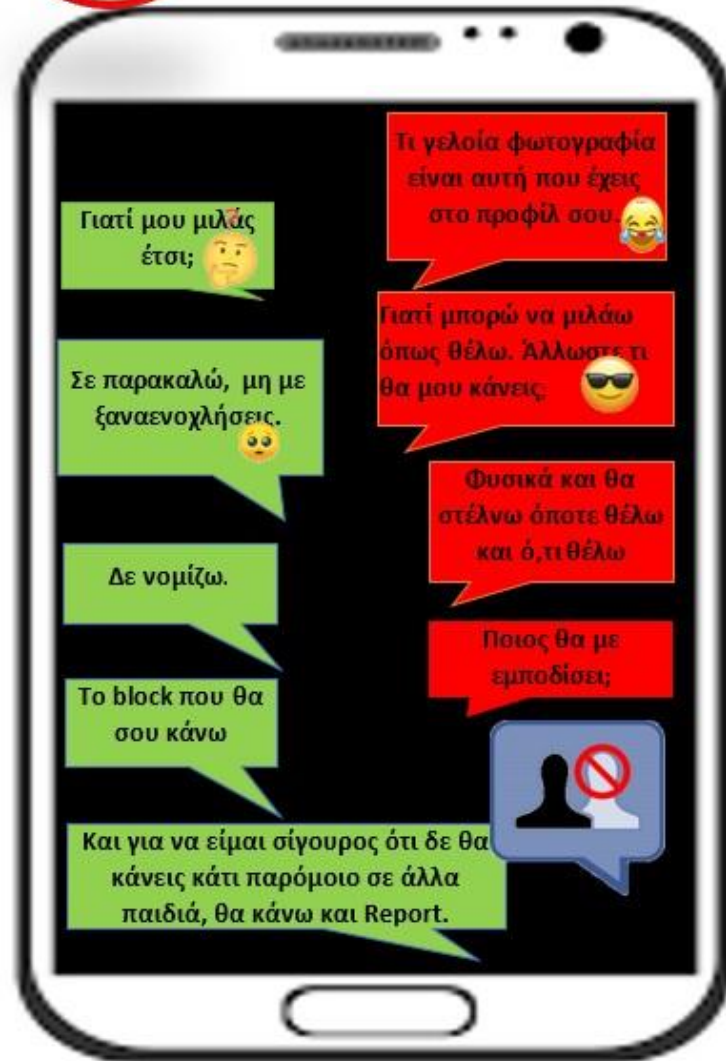 Τι γελοία φωτογραφία
είναι αυτή που έχεις
στο προφίλ σου.
Γιατί μου μιλάς
έτσι;
Γιατί μπορώ να μιλάω
όπως θέλω. Άλλωστε τι
θα μου κάνεις;
Σε παρακαλώ, μη με
ξαναενοχλήσεις.
Φυσικά και θα
στέλνω όποτε θέλω
και ό,τι θέλω
Δε νομίζω.
Ποιος θα με
εμποδίσει;
Το block που θα
σου κάνω
Και για να είμαι σίγουρος ότι δε θα
κάνεις κάτι παρόμοιο σε άλλα
παιδιά, θα κάνω και Report.